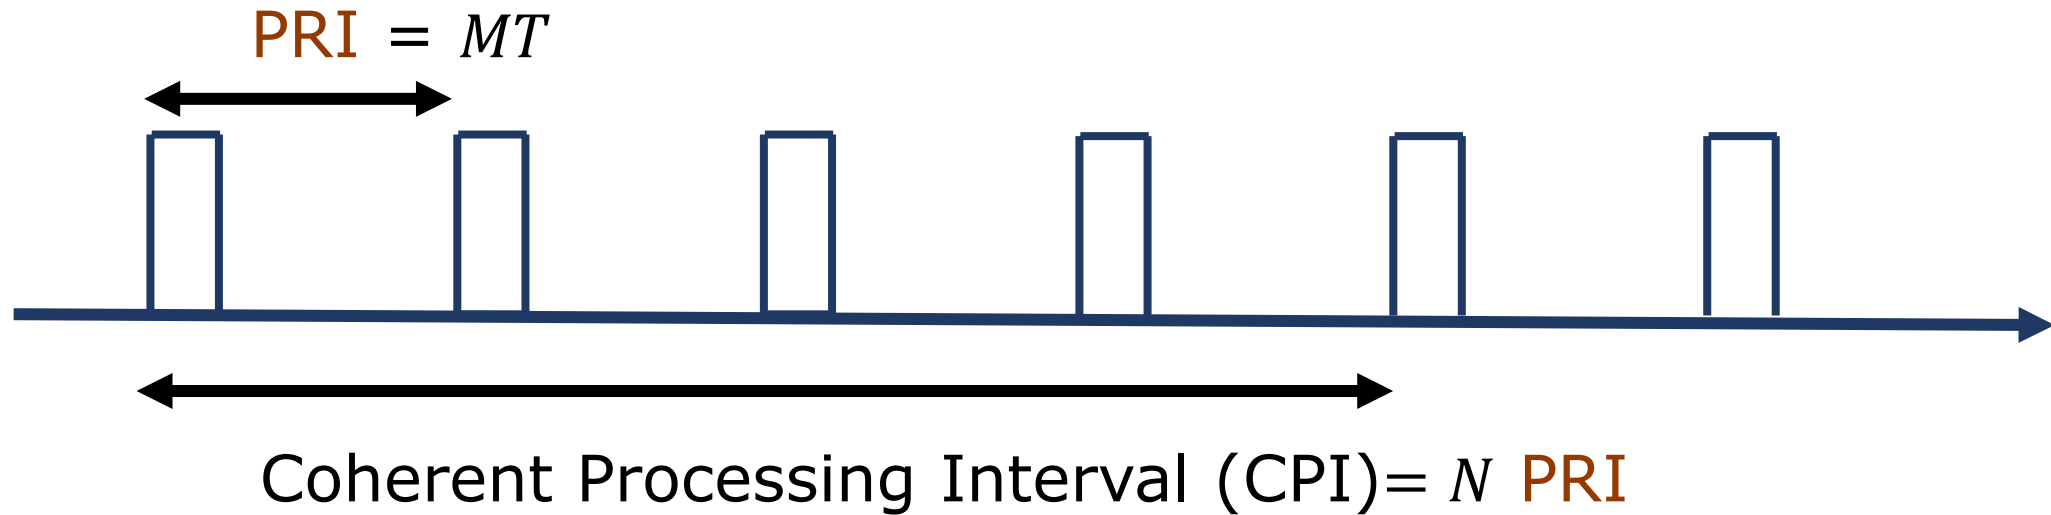 PRI = MT
Coherent Processing Interval (CPI)= N PRI